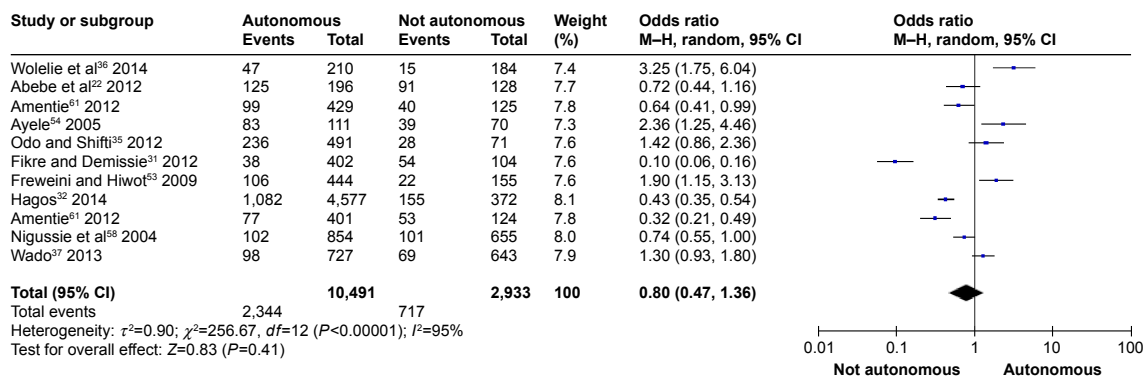 Study or subgroup Autonomous Not autonomous Weight Odds ratio Odds ratio
Events Total Events Total (%) M–H, random, 95% CI M–H, random, 95% CI
Wolelie et al³⁶ 2014 47 210 15 184 7.4 3.25 (1.75, 6.04)
Abebe et al²² 2012 125 196 91 128 7.7 0.72 (0.44, 1.16)
Amentie⁶¹ 2012 99 429 40 125 7.8 0.64 (0.41, 0.99)
Ayele⁵⁴ 2005 83 111 39 70 7.3 2.36 (1.25, 4.46)
Odo and Shifti³⁵ 2012 236 491 28 71 7.6 1.42 (0.86, 2.36)
Fikre and Demissie³¹ 2012 38 402 54 104 7.6 0.10 (0.06, 0.16)
Freweini and Hiwot⁵³ 2009 106 444 22 155 7.6 1.90 (1.15, 3.13)
Hagos³² 2014 1,082 4,577 155 372 8.1 0.43 (0.35, 0.54)
Amentie⁶¹ 2012 77 401 53 124 7.8 0.32 (0.21, 0.49)
Nigussie et al⁵⁸ 2004 102 854 101 655 8.0 0.74 (0.55, 1.00)
Wado³⁷ 2013 98 727 69 643 7.9 1.30 (0.93, 1.80)
Total (95% CI) 10,491 2,933 100 0.80 (0.47, 1.36)
Total events 2,344 717
Heterogeneity: τ²=0.90; χ²=256.67, df=12 (P<0.00001); I²=95%
Test for overall effect: Z=0.83 (P=0.41)
0.01 0.1 1 10 100
Not autonomous Autonomous